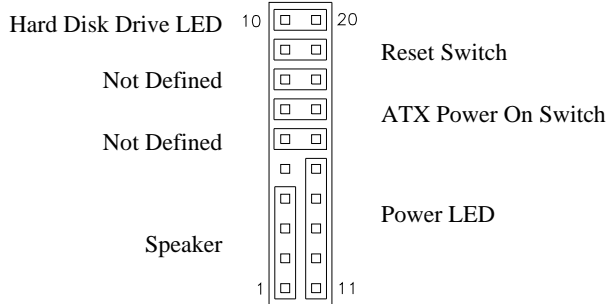 Hard Disk Drive LED 10 20
Reset Switch
Not Defined
ATX Power On Switch
Not Defined
Power LED
Speaker
1 11